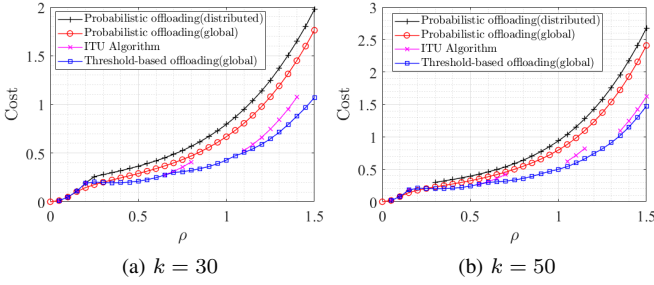 Probabilistic offloading(distributed)
Probabilistic offloading(global)
ITU Algorithm
Threshold-based offloading(global)
Cost
2
1.5
1
0.5
0
0
0.5
1
1.5
ρ
(a) k = 30
Probabilistic offloading(distributed)
Probabilistic offloading(global)
ITU Algorithm
Threshold-based offloading(global)
Cost
3
2.5
2
1.5
1
0.5
0
0
0.5
1
1.5
ρ
(b) k = 50